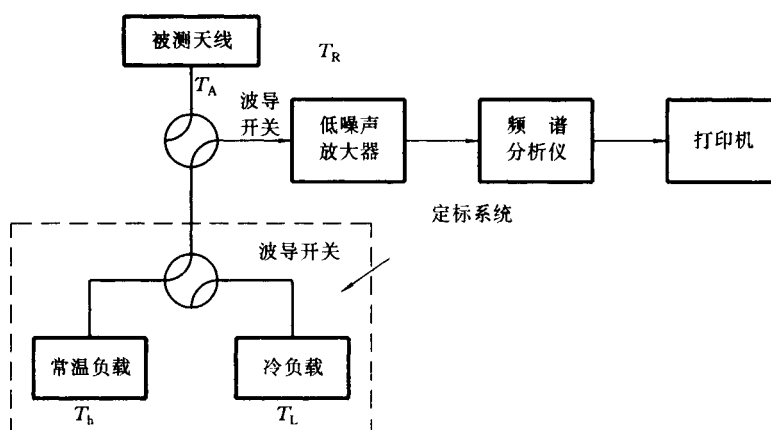 被测天线
T_R
T_A
波导
开关
低噪声
放大器
频 谱
分析仪
打印机
定标系统
波导开关
常温负载
冷负载
T_h
T_L